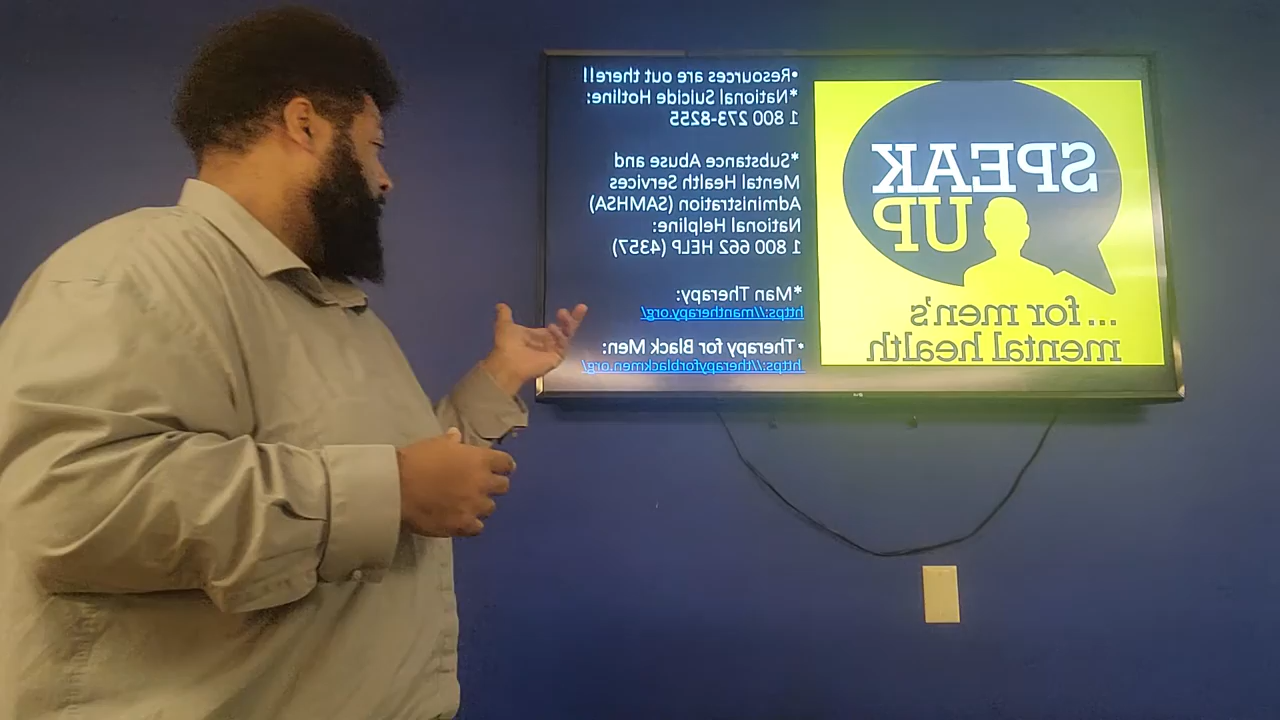 •Resources are out there!!
*National Suicide Hotline:
1 800 273-8255
*Substance Abuse and
Mental Health Services
Administration (SAMHSA)
National Helpline:
1 800 662 HELP (4357)
*Man Therapy:
https://mantherapy.org/
•Therapy for Black Men:
https://therapyforblackmen.org/
SPEAK
UP
... for men's
mental health